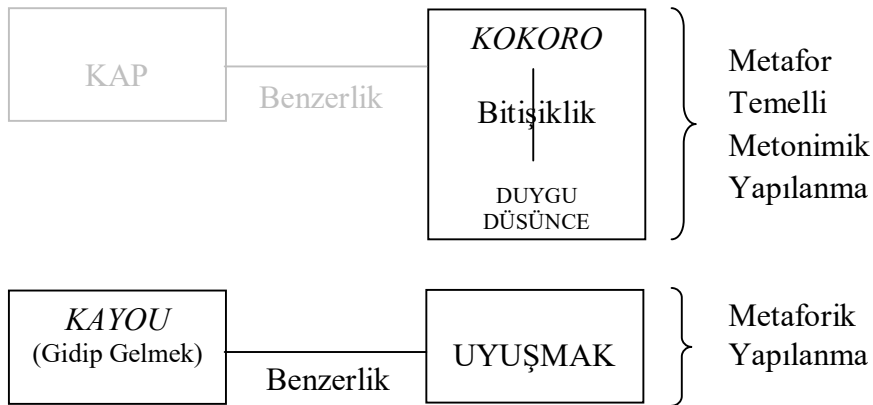 KAP
Benzerlik
KOKORO
Bitişiklik
DUYGU
DÜŞÜNCE
Metafor
Temelli
Metonimik
Yapılanma
KAYOU
(Gidip Gelmek)
Benzerlik
UYUŞMAK
Metaforik
Yapılanma